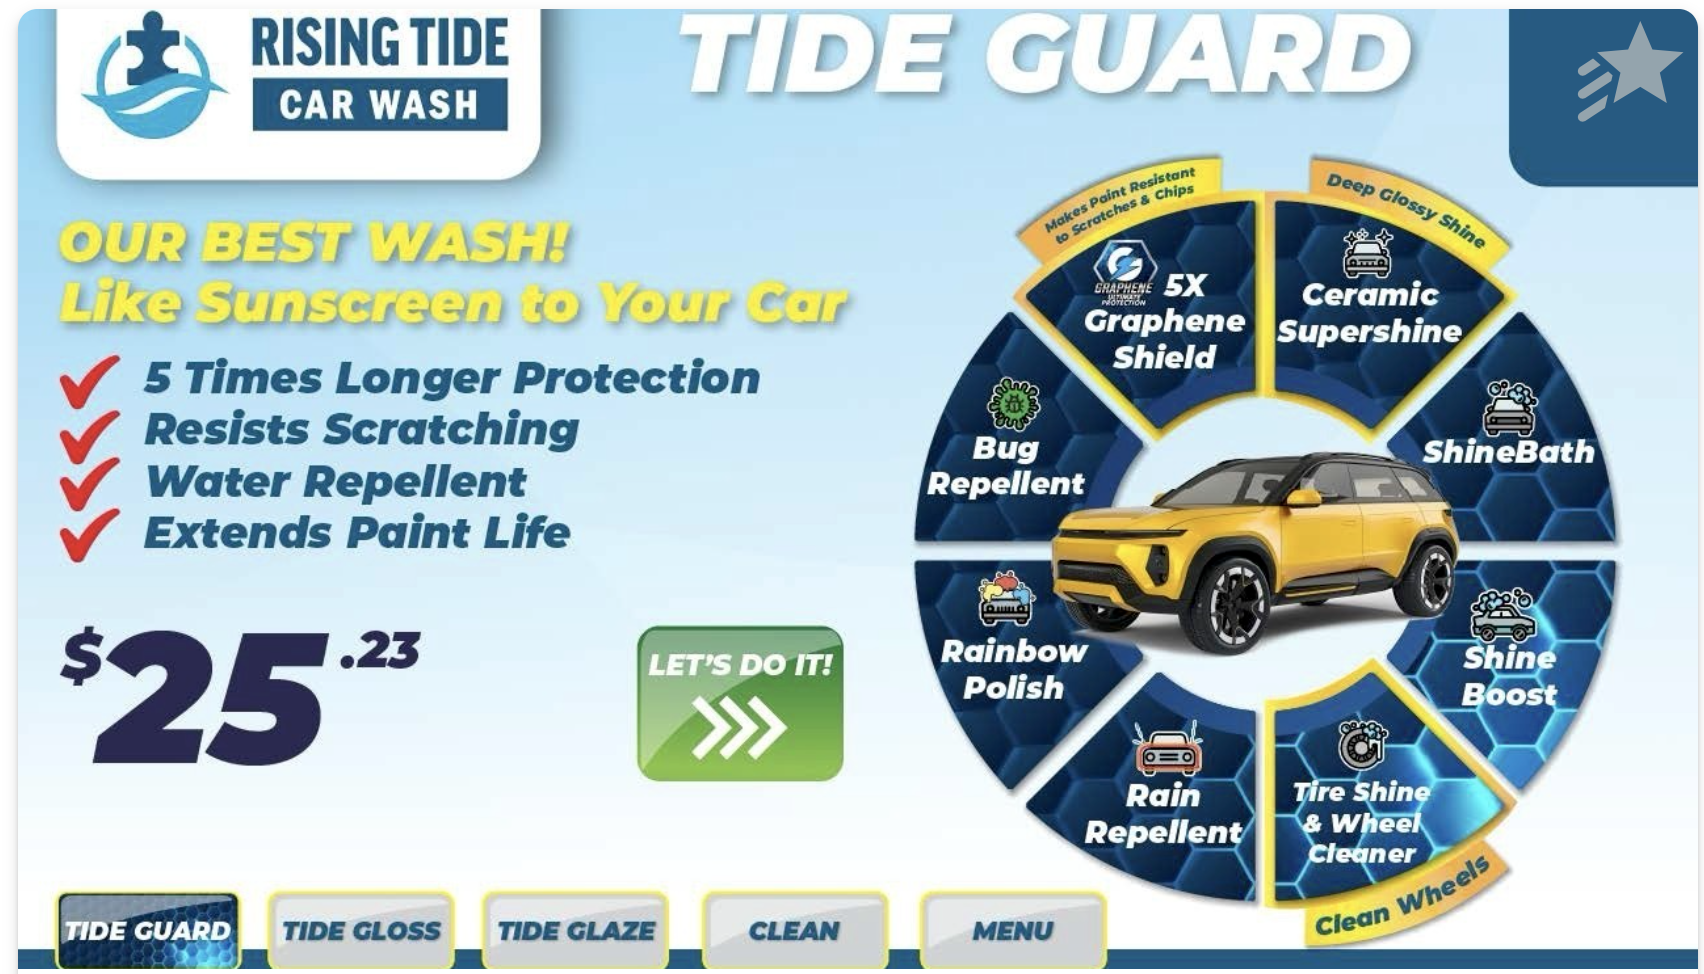 RISING TIDE
CAR WASH
TIDE GUARD
OUR BEST WASH!
Like Sunscreen to Your Car
5 Times Longer Protection
Resists Scratching
Water Repellent
Extends Paint Life
$25.23
LET'S DO IT!
Makes Paint Resistant
to Scratches & Chips
GRAPHENE
ULTIMATE
PROTECTION
5X
Graphene
Shield
Deep Glossy Shine
Ceramic
Supershine
Bug
Repellent
ShineBath
Rainbow
Polish
Shine
Boost
Rain
Repellent
Tire Shine
& Wheel
Cleaner
Clean Wheels
TIDE GUARD
TIDE GLOSS
TIDE GLAZE
CLEAN
MENU